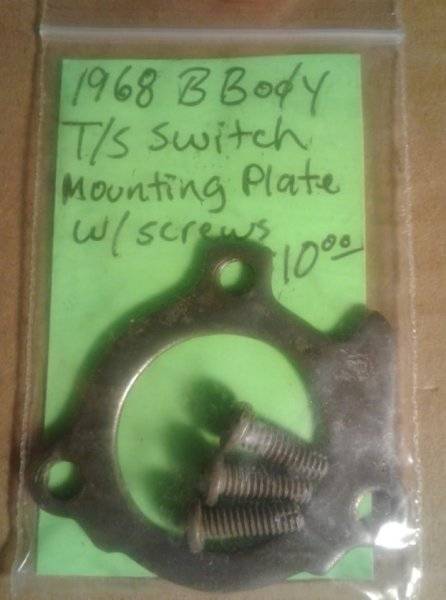 1968 B Body
T/S Switch
Mounting Plate
w/ screws
10.00